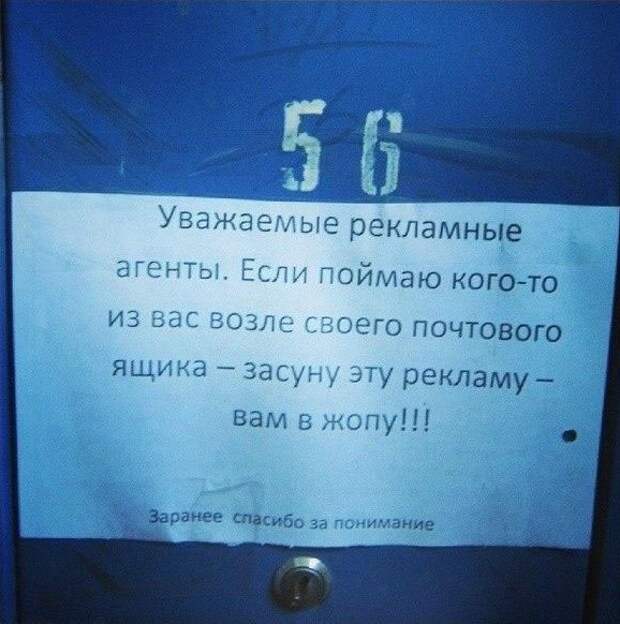 56
Уважаемые рекламные
агенты. Если поймаю кого-то
из вас возле своего почтового
ящика – засуну эту рекламу –
вам в жопу!!!
Заранее спасибо за понимание